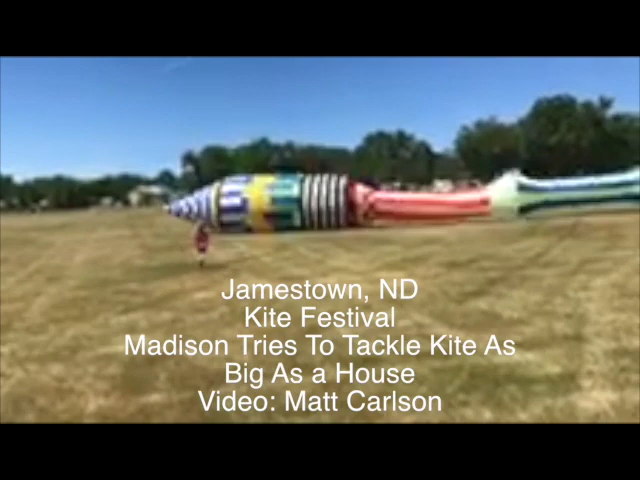 Jamestown, ND
Kite Festival
Madison Tries To Tackle Kite As
Big As a House
Video: Matt Carlson